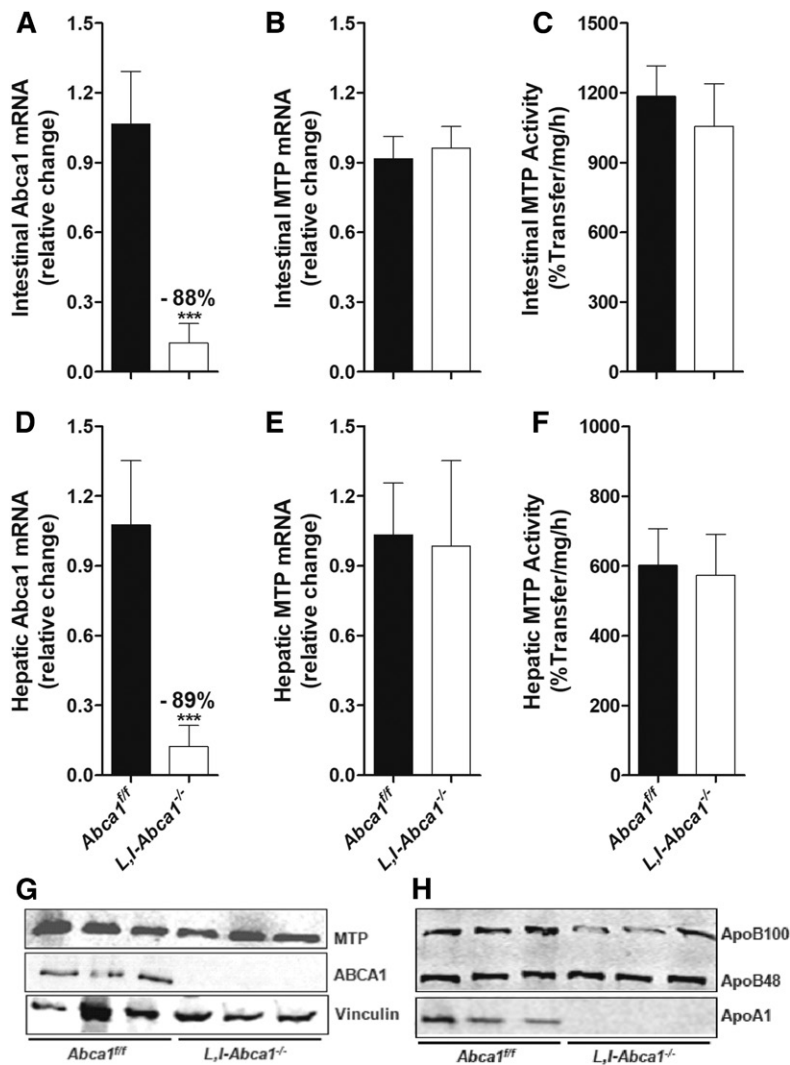 A
Intestinal Abca1 mRNA
(relative change)
1.5
1.2
0.9
0.6
0.3
0.0
- 88%
***
B
Intestinal MTP mRNA
(relative change)
1.5
1.2
0.9
0.6
0.3
0.0
C
Intestinal MTP Activity
(%Transfer/mg/h)
1500
1200
900
600
300
0
D
Hepatic Abca1 mRNA
(relative change)
1.5
1.2
0.9
0.6
0.3
0.0
- 89%
***
Abca1f/f
L,I-Abca1-/-
E
Hepatic MTP mRNA
(relative change)
1.5
1.2
0.9
0.6
0.3
0.0
Abca1f/f
L,I-Abca1-/-
F
Hepatic MTP Activity
(%Transfer/mg/h)
1000
800
600
400
200
0
Abca1f/f
L,I-Abca1-/-
G
MTP
ABCA1
Vinculin
Abca1f/f
L,I-Abca1-/-
H
ApoB100
ApoB48
ApoA1
Abca1f/f
L,I-Abca1-/-